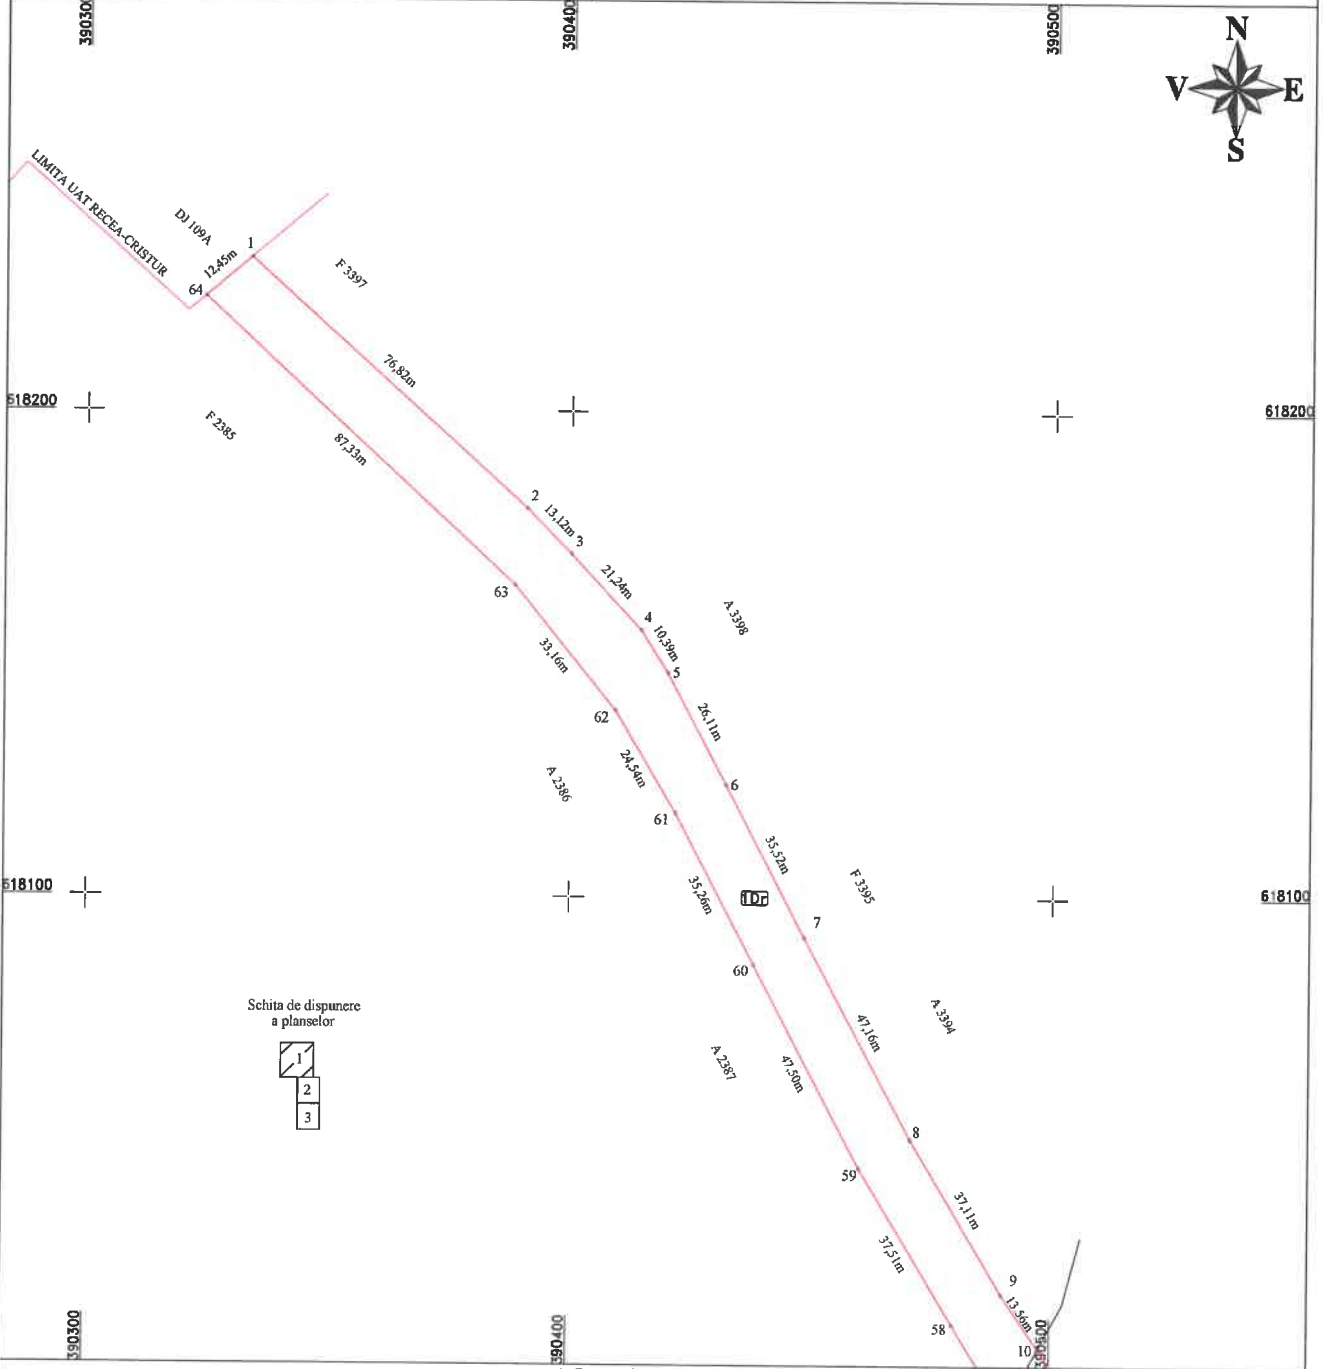 390300
390400
390500
N
V E
S
LIMITA UAT RECEA-CRISTUR
DJ 109A
1
12,45m
64
F 3397
76,82m
618200
618200
F 2385
87,33m
2
13,12m
3
21,24m
63
4
10,39m
A 3398
33,16m
5
62
26,11m
24,54m
A 2386
6
61
35,52m
618100
35,26m
1Dr
F 3395
618100
7
60
Schita de dispunere
a planselor
47,16m
A 3394
1
A 2387
47,50m
2
3
8
59
37,11m
37,51m
9
13,56m
58
10
390300
390400
390500